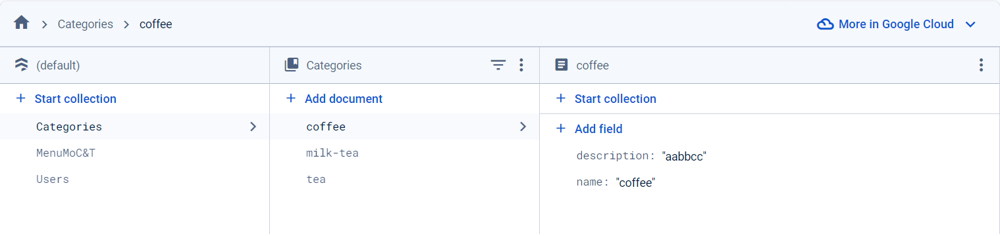 Categories coffee
More in Google Cloud
(default)
Categories
coffee
Start collection
Add document
Start collection
Categories
coffee
Add field
MenuMoC&T
milk-tea
description: "aabbcc"
Users
tea
name: "coffee"